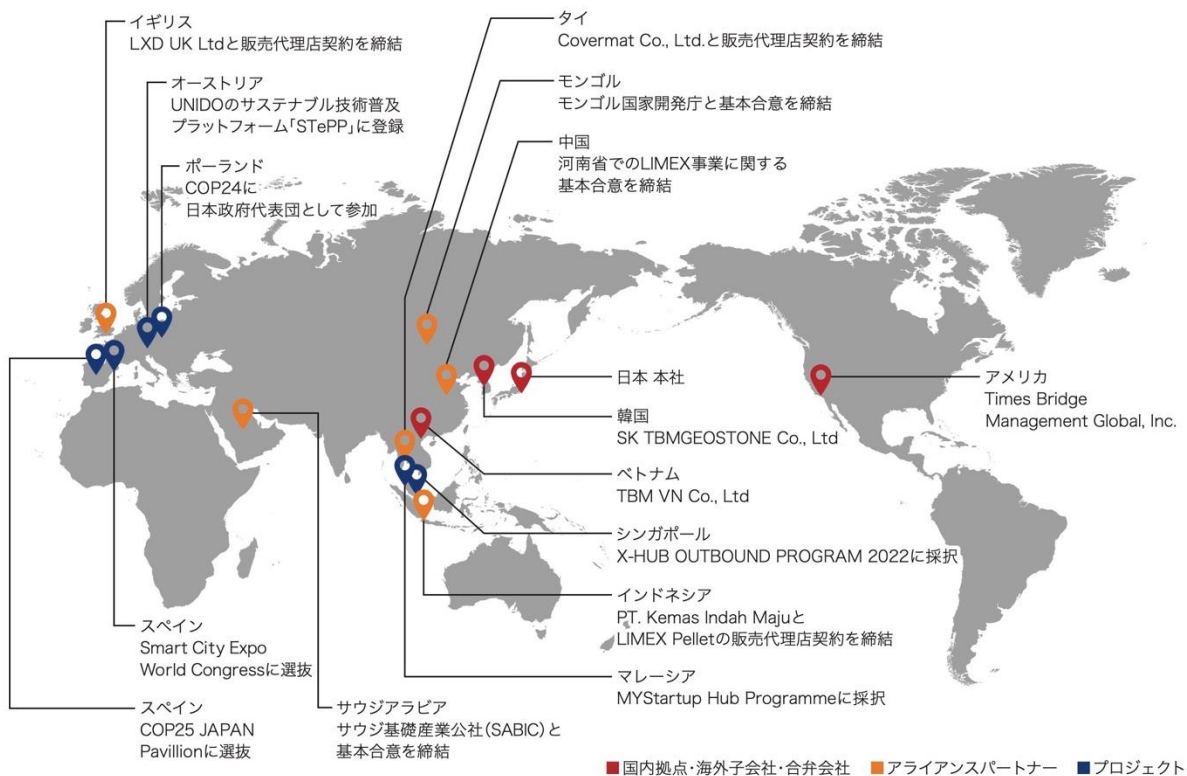 イギリス
LXD UK Ltdと販売代理店契約を締結
オーストリア
UNIDOのサステナブル技術普及
プラットフォーム「STePP」に登録
ポーランド
COP24に
日本政府代表団として参加
タイ
Covermat Co., Ltd.と販売代理店契約を締結
モンゴル
モンゴル国家開発庁と基本合意を締結
中国
河南省でのLIMEX事業に関する
基本合意を締結
日本 本社
韓国
SK TBMGEOSTONE Co., Ltd
ベトナム
TBM VN Co., Ltd
シンガポール
X-HUB OUTBOUND PROGRAM 2022に採択
インドネシア
PT. Kemas Indah Majuと
LIMEX Pelletの販売代理店契約を締結
マレーシア
MYStartup Hub Programmeに採択
アメリカ
Times Bridge
Management Global, Inc.
スペイン
Smart City Expo
World Congressに選抜
スペイン
COP25 JAPAN
Pavillionに選抜
サウジアラビア
サウジ基礎産業公社(SABIC)と
基本合意を締結
国内拠点・海外子会社・合弁会社
アライアンスパートナー
プロジェクト